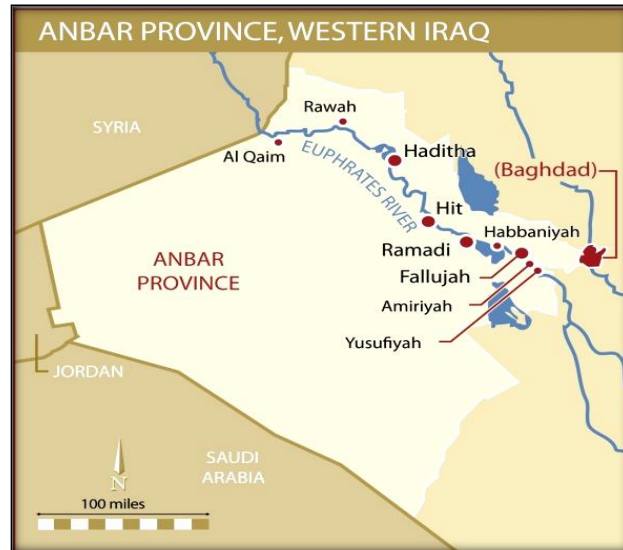 ANBAR PROVINCE, WESTERN IRAQ
SYRIA
Rawah
Al Qaim
EUPHRATES RIVER
Haditha
(Baghdad)
Hit
Habbaniyah
Ramadi
ANBAR
PROVINCE
Fallujah
Amiriyah
Yusufiyah
JORDAN
SAUDI
ARABIA
N
100 miles